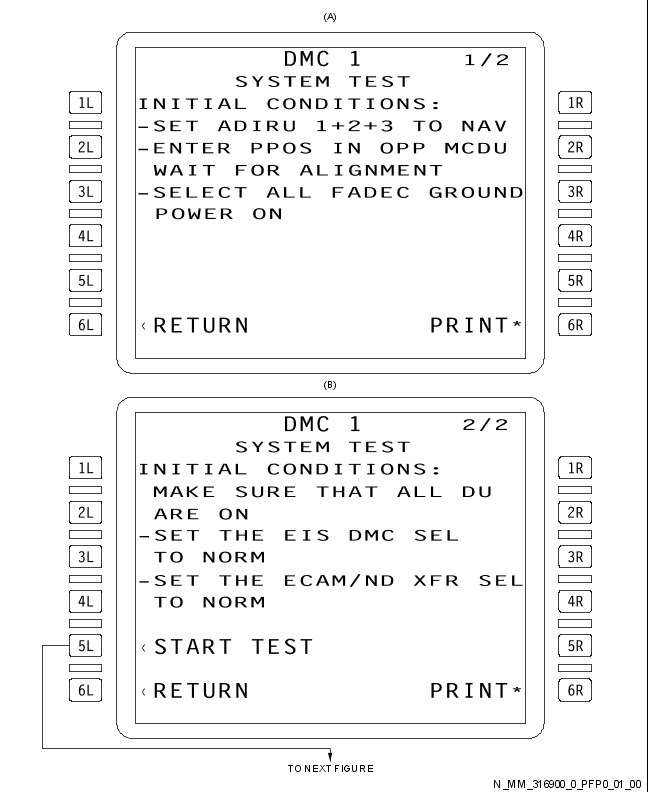 (A)
DMC 1 1/2
SYSTEM TEST
1L INITIAL CONDITIONS: 1R
-SET ADIRU 1+2+3 TO NAV
2L -ENTER PPOS IN OPP MCDU 2R
WAIT FOR ALIGNMENT
3L -SELECT ALL FADEC GROUND 3R
POWER ON
4L 4R
5L 5R
6L ‹RETURN PRINT* 6R
(B)
DMC 1 2/2
SYSTEM TEST
1L INITIAL CONDITIONS: 1R
MAKE SURE THAT ALL DU
2L ARE ON 2R
-SET THE EIS DMC SEL
3L TO NORM 3R
-SET THE ECAM/ND XFR SEL
4L TO NORM 4R
5L ‹START TEST 5R
6L ‹RETURN PRINT* 6R
TO NEXT FIGURE
N_MM_316900_0_PFP0_01_00